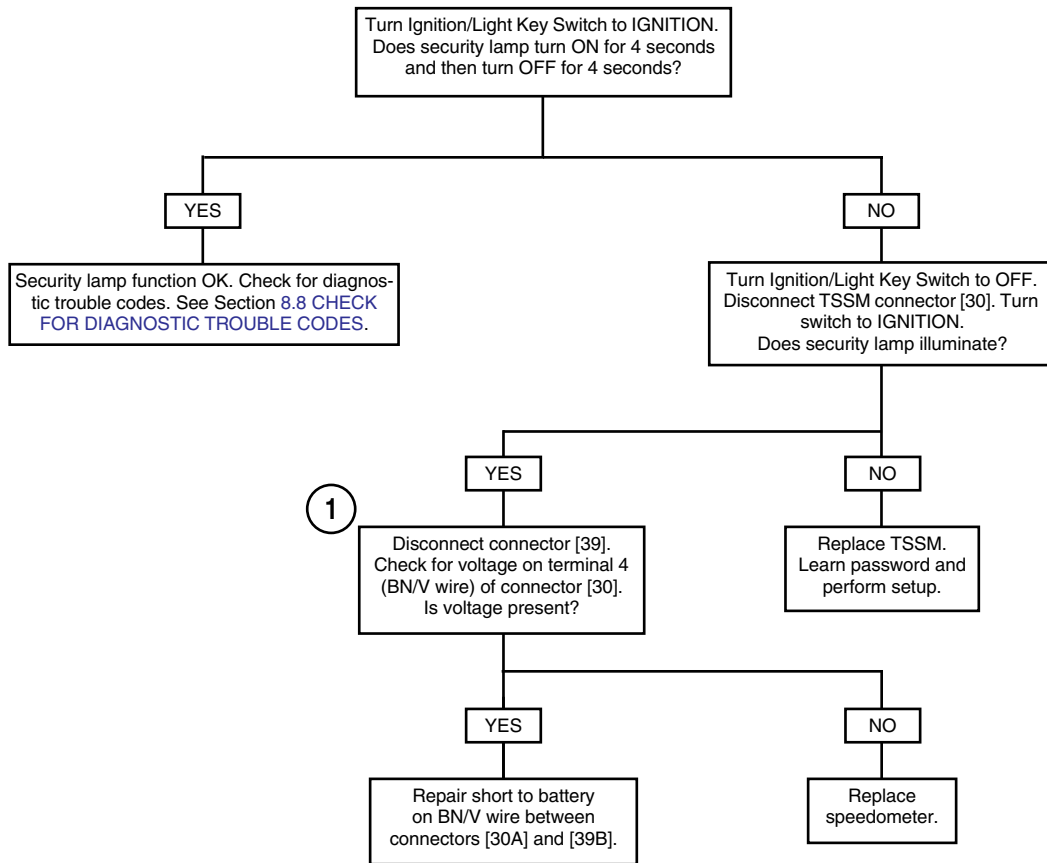 Turn Ignition/Light Key Switch to IGNITION.
Does security lamp turn ON for 4 seconds
and then turn OFF for 4 seconds?
YES
NO
Security lamp function OK. Check for diagnos-
tic trouble codes. See Section 8.8 CHECK
FOR DIAGNOSTIC TROUBLE CODES.
Turn Ignition/Light Key Switch to OFF.
Disconnect TSSM connector [30]. Turn
switch to IGNITION.
Does security lamp illuminate?
YES
NO
1
Disconnect connector [39].
Check for voltage on terminal 4
(BN/V wire) of connector [30].
Is voltage present?
Replace TSSM.
Learn password and
perform setup.
YES
NO
Repair short to battery
on BN/V wire between
connectors [30A] and [39B].
Replace
speedometer.